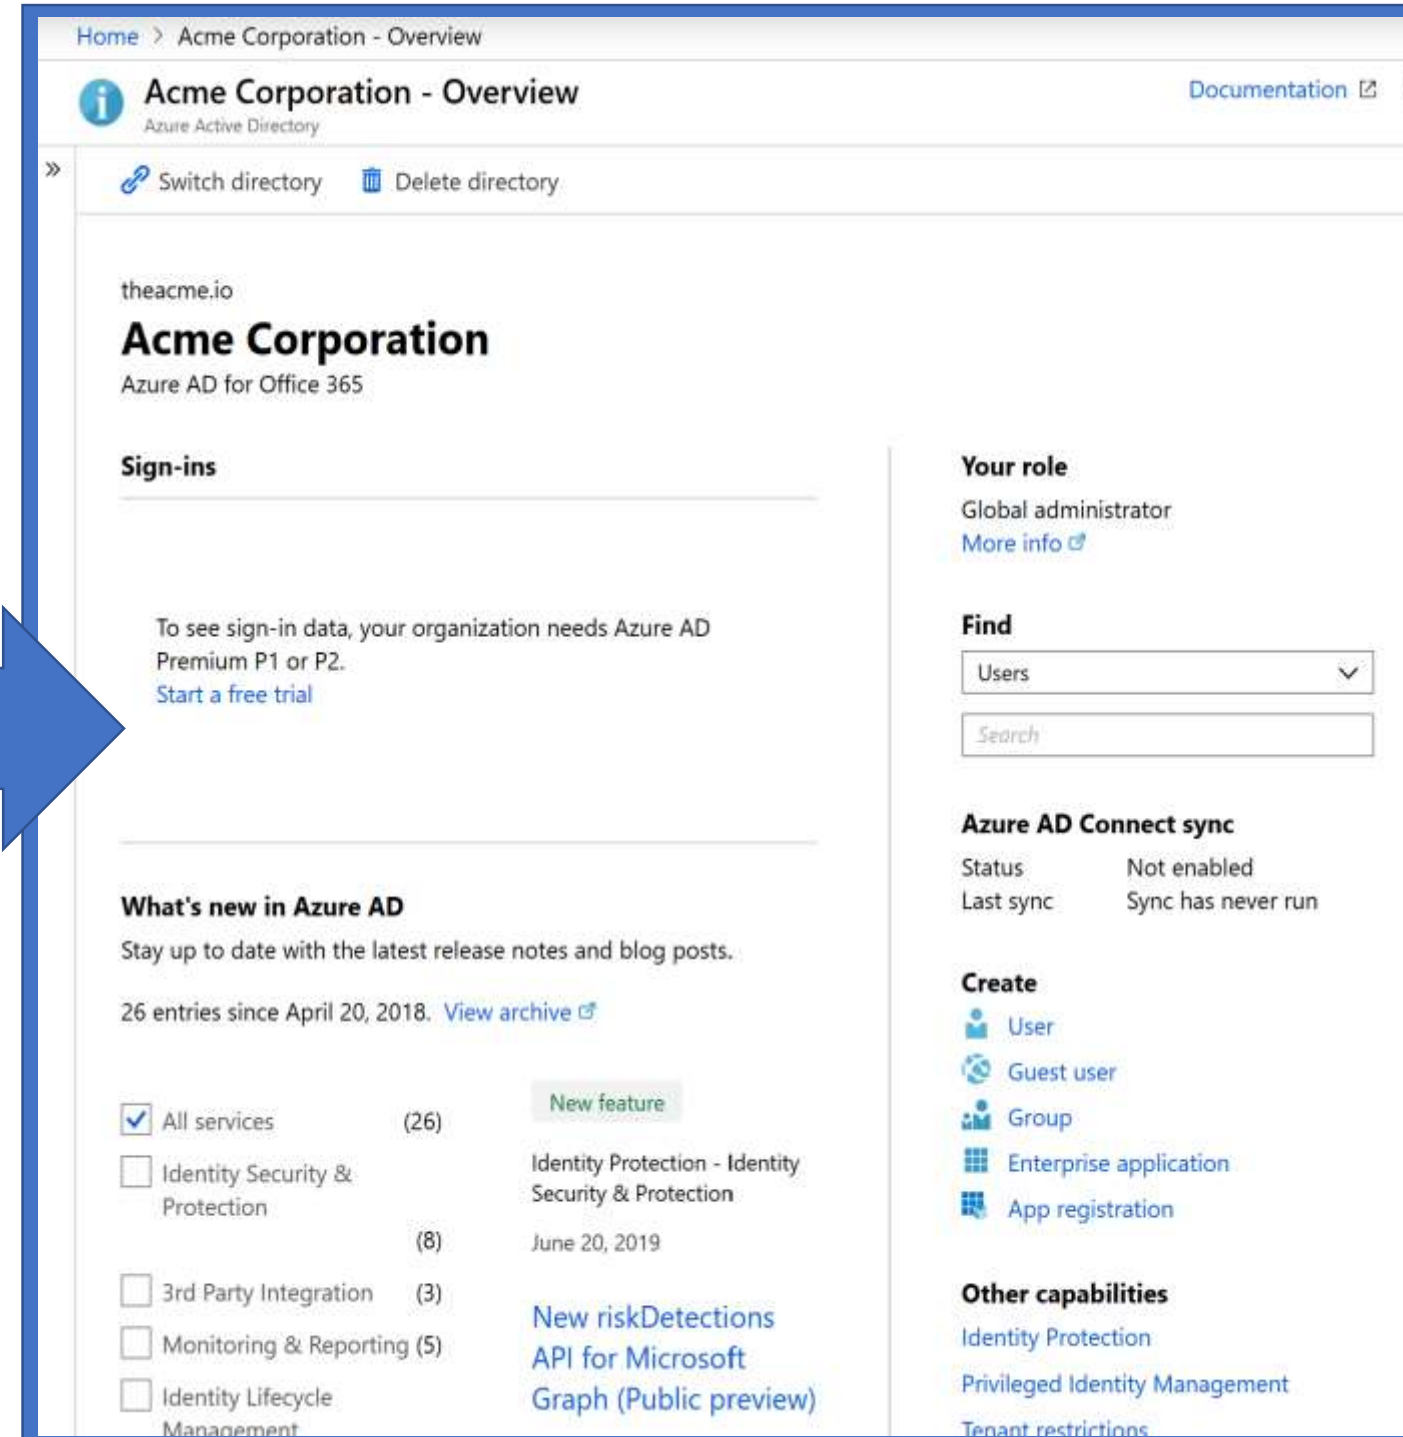 Home > Acme Corporation - Overview
Acme Corporation - Overview
Documentation
Azure Active Directory
Switch directory
Delete directory
theacme.io
Acme Corporation
Azure AD for Office 365
Sign-ins
To see sign-in data, your organization needs Azure AD
Premium P1 or P2.
Start a free trial
What's new in Azure AD
Stay up to date with the latest release notes and blog posts.
26 entries since April 20, 2018. View archive
All services (26)
Identity Security &
Protection
(8)
3rd Party Integration (3)
Monitoring & Reporting (5)
Identity Lifecycle
Management
New feature
Identity Protection - Identity
Security & Protection
June 20, 2019
New riskDetections
API for Microsoft
Graph (Public preview)
Your role
Global administrator
More info
Find
Users
Search
Azure AD Connect sync
Status Not enabled
Last sync Sync has never run
Create
User
Guest user
Group
Enterprise application
App registration
Other capabilities
Identity Protection
Privileged Identity Management
Tenant restrictions